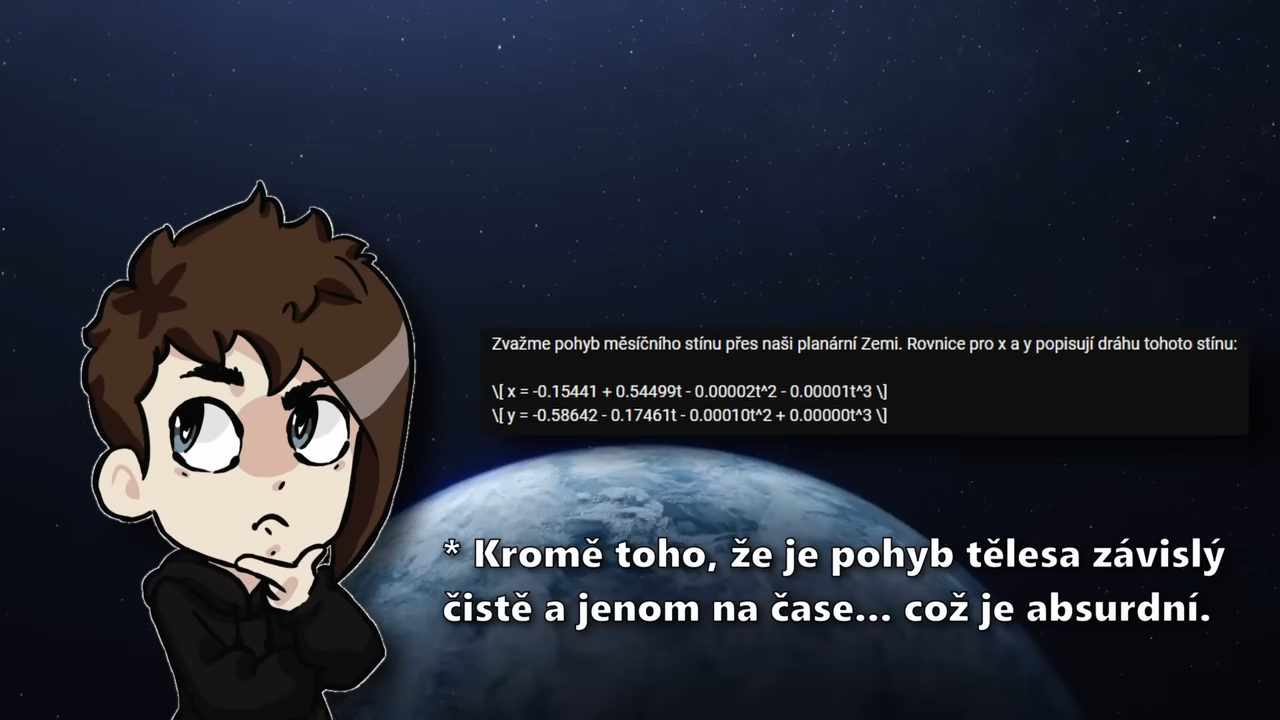 Zvažme pohyb měsíčního stínu přes naši planární Zemi. Rovnice pro x a y popisují dráhu tohoto stínu:
\[ x = -0.15441 + 0.54499t - 0.00002t^2 - 0.00001t^3 \]
\[ y = -0.58642 - 0.17461t - 0.00010t^2 + 0.00000t^3 \]
* Kromě toho, že je pohyb tělesa závislý
čistě a jenom na čase... což je absurdní.